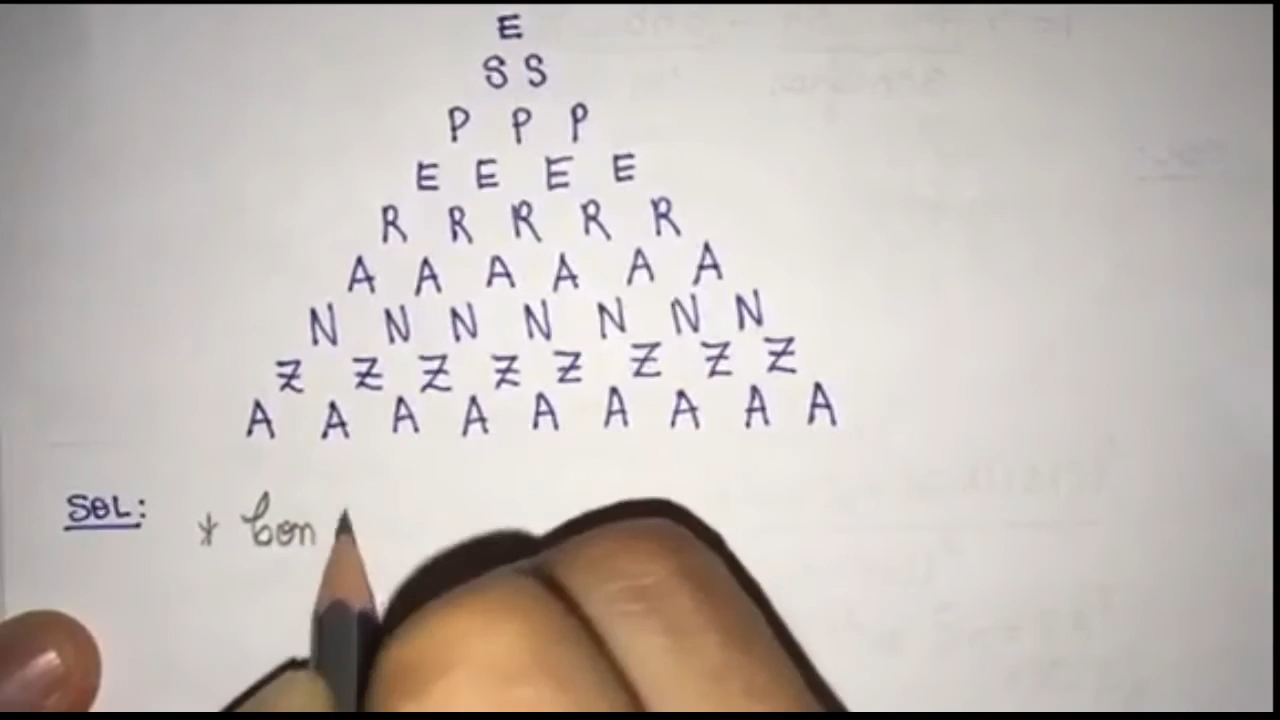 E
S S
P P P
E E E E
R R R R R
A A A A A A
N N N N N N N
Z Z Z Z Z Z Z Z
A A A A A A A A A
SOL: * Con